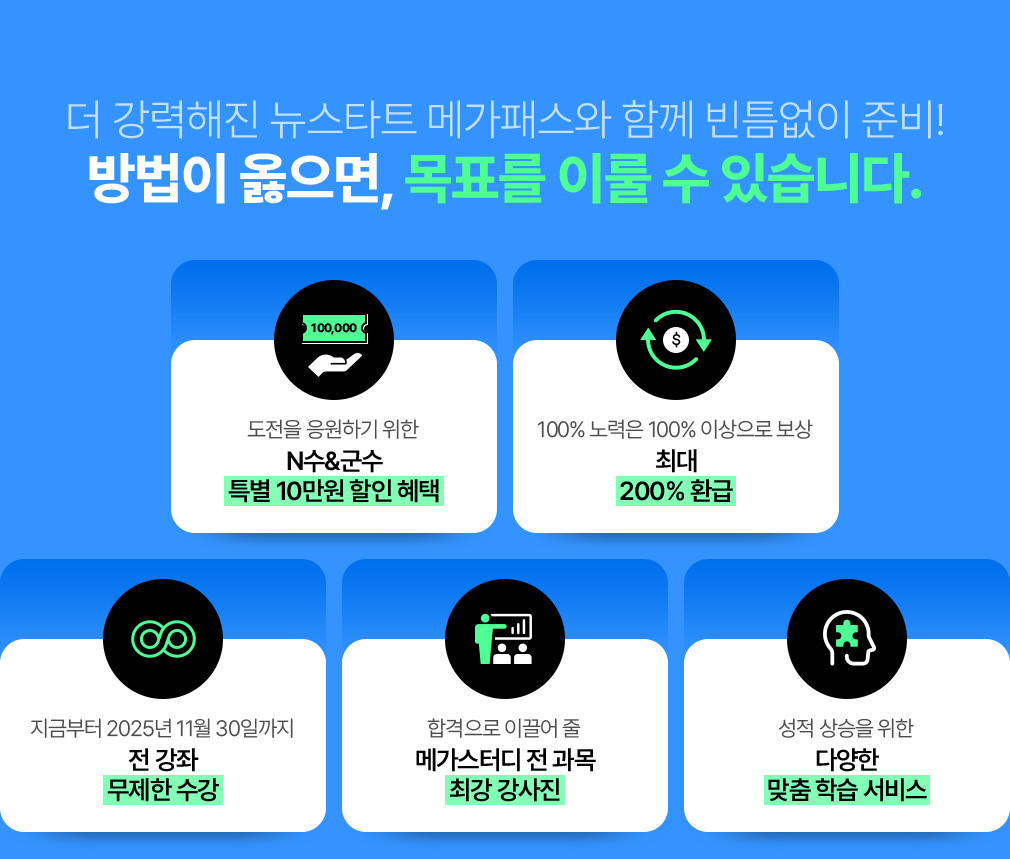 더 강력해진 뉴스타트 메가패스와 함께 빈틈없이 준비!
방법이 옳으면, 목표를 이룰 수 있습니다.
100,000
도전을 응원하기 위한
N수&군수
특별 10만원 할인 혜택
$
100% 노력은 100% 이상으로 보상
최대
200% 환급
지금부터 2025년 11월 30일까지
전 강좌
무제한 수강
합격으로 이끌어 줄
메가스터디 전 과목
최강 강사진
성적 상승을 위한
다양한
맞춤 학습 서비스